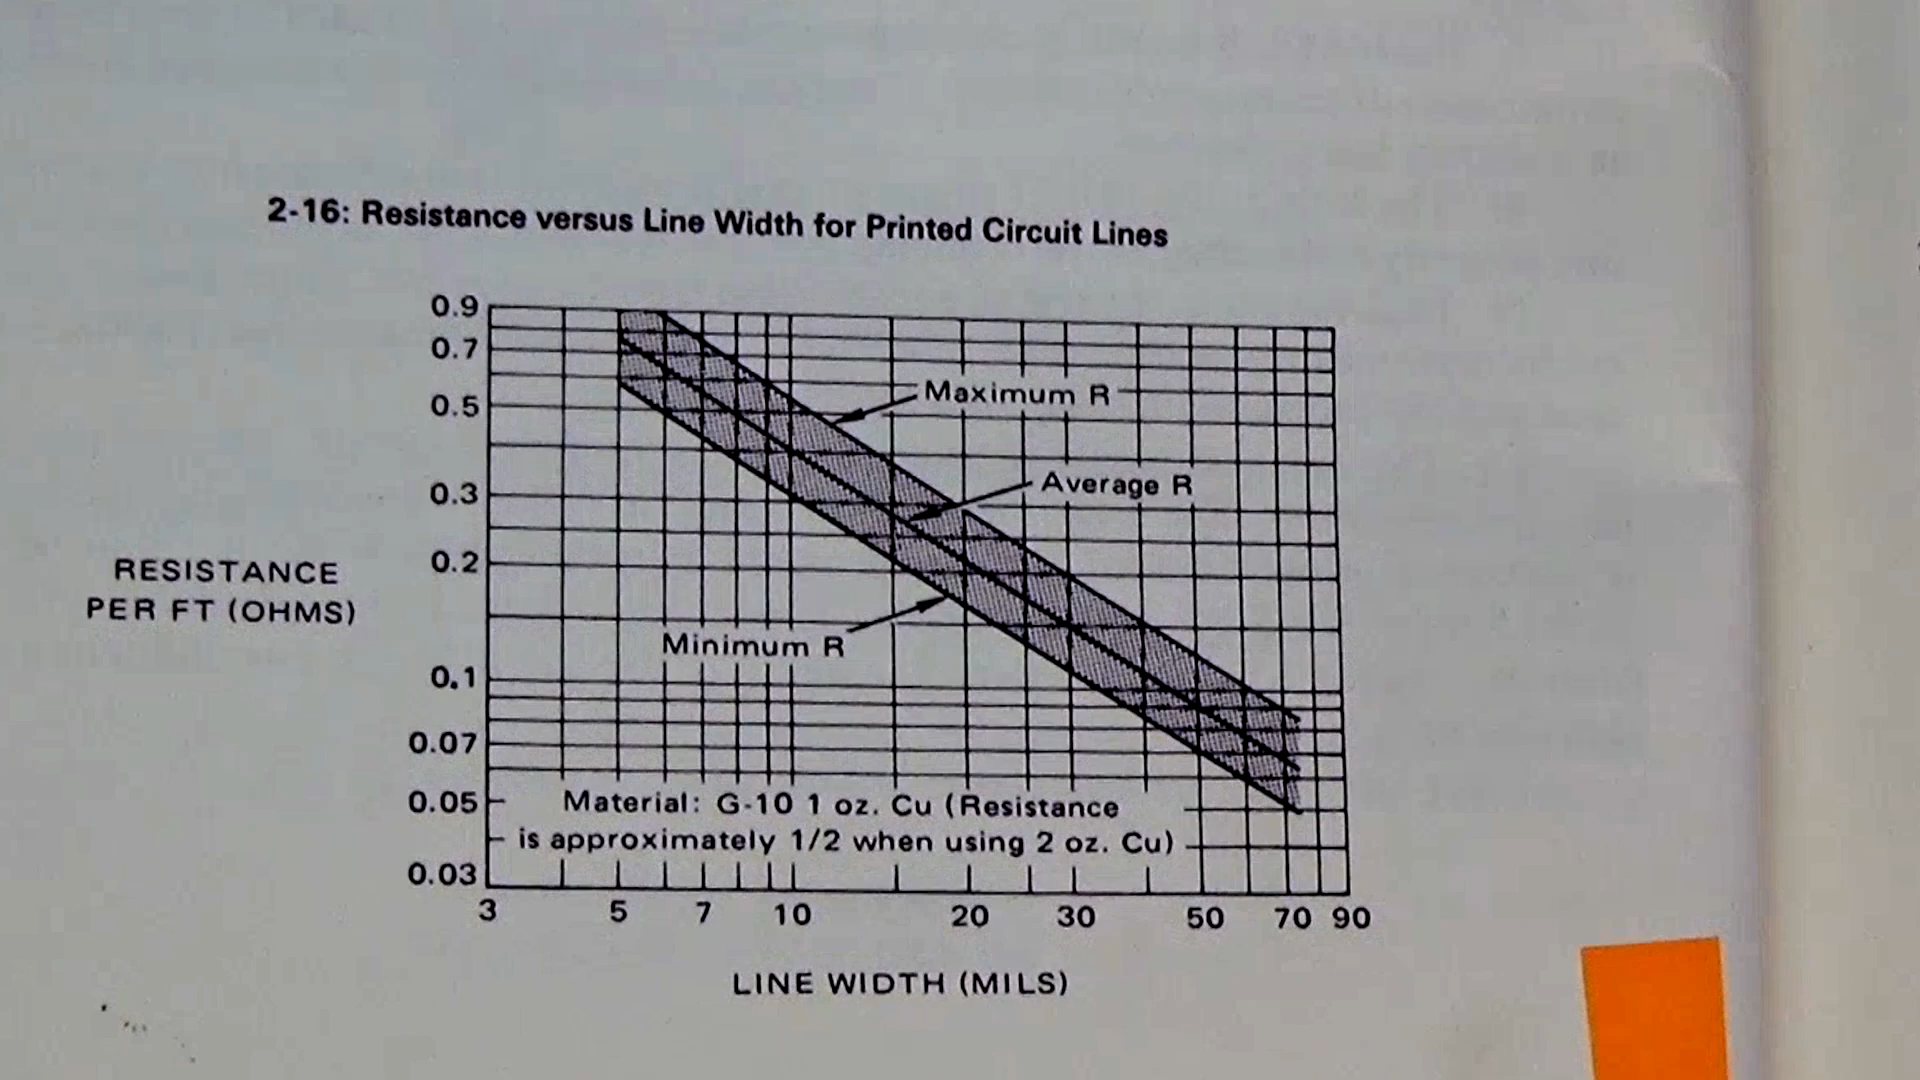 2-16: Resistance versus Line Width for Printed Circuit Lines
0.9
0.7
0.5
0.3
0.2
0.1
0.07
0.05
0.03
RESISTANCE
PER FT (OHMS)
Maximum R
Average R
Minimum R
Material: G-10 1 oz. Cu (Resistance
is approximately 1/2 when using 2 oz. Cu)
3 5 7 10 20 30 50 70 90
LINE WIDTH (MILS)